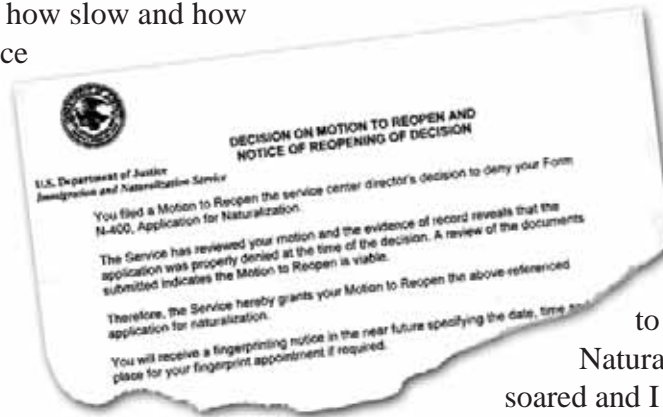 how slow and how
ce
DECISION ON MOTION TO REOPEN AND
NOTICE OF REOPENING OF DECISION
U.S. Department of Justice
Immigration and Naturalization Service
You filed a Motion to Reopen the service center director's decision to deny your Form
N-400, Application for Naturalization.
The Service has reviewed your motion and the evidence of record reveals that the
application was properly denied at the time of the decision. A review of the documents
submitted indicates the Motion to Reopen is viable.
Therefore, the Service hereby grants your Motion to Reopen the above-referenced
application for naturalization.
You will receive a fingerprinting notice in the near future specifying the date, time and
place for your fingerprint appointment if required.
to
Natura
soared and I